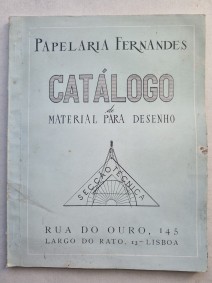 PAPELARIA FERNANDES
CATÁLOGO
de
MATERIAL PARA DESENHO
SECÇÃO TÉCNICA
RUA DO OURO, 145
LARGO DO RATO, 13-LISBOA